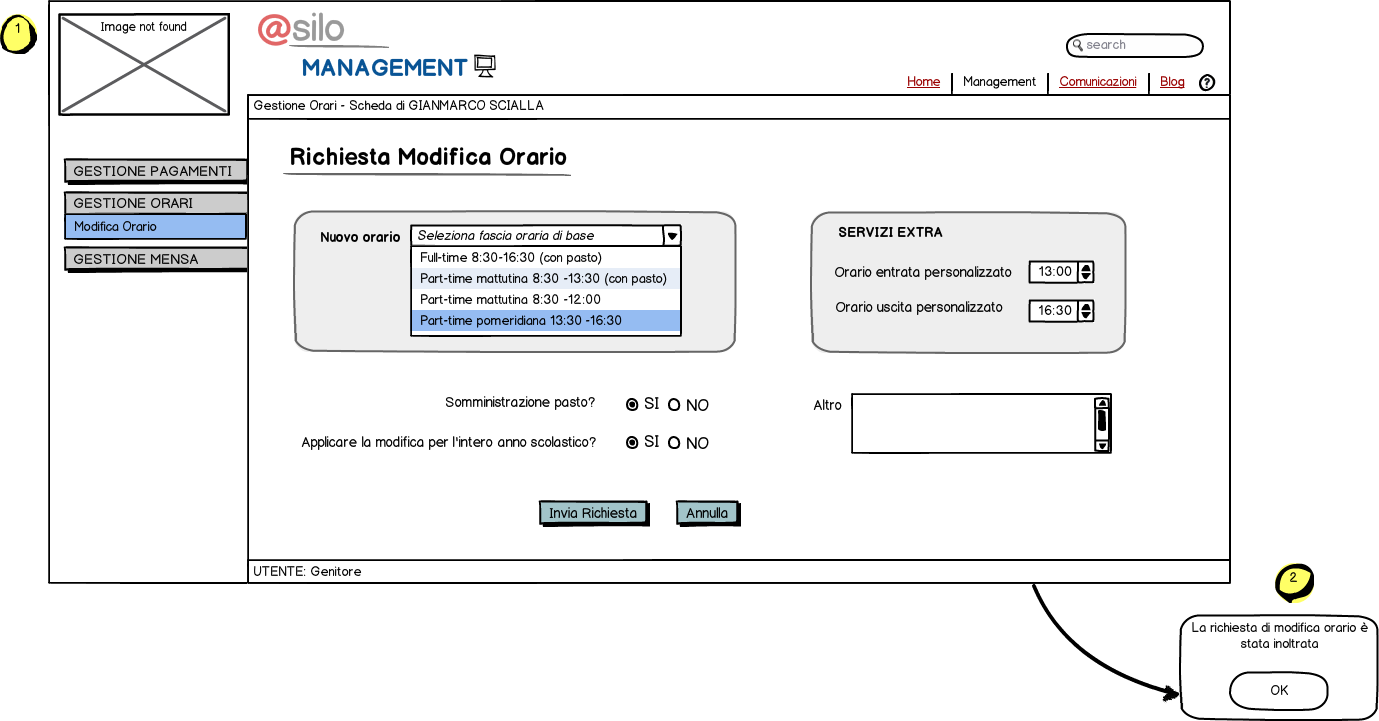 1
Image not found
@silo
MANAGEMENT
search
Home
Management
Comunicazioni
Blog
?
Gestione Orari - Scheda di GIANMARCO SCIALLA
GESTIONE PAGAMENTI
GESTIONE ORARI
Modifica Orario
GESTIONE MENSA
Richiesta Modifica Orario
Nuovo orario
Seleziona fascia oraria di base
Full-time 8:30-16:30 (con pasto)
Part-time mattutina 8:30 -13:30 (con pasto)
Part-time mattutina 8:30 -12:00
Part-time pomeridiana 13:30 -16:30
SERVIZI EXTRA
Orario entrata personalizzato 13:00
Orario uscita personalizzato 16:30
Somministrazione pasto? SI NO
Applicare la modifica per l'intero anno scolastico? SI NO
Altro
Invia Richiesta
Annulla
UTENTE: Genitore
2
La richiesta di modifica orario è
stata inoltrata
OK